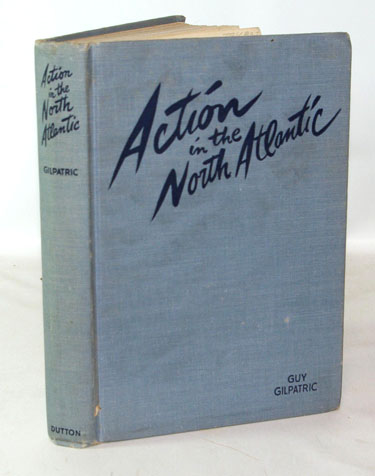 Action
in the
North
Atlantic
GILPATRIC
DUTTON
Action
in the
North Atlantic
GUY
GILPATRIC